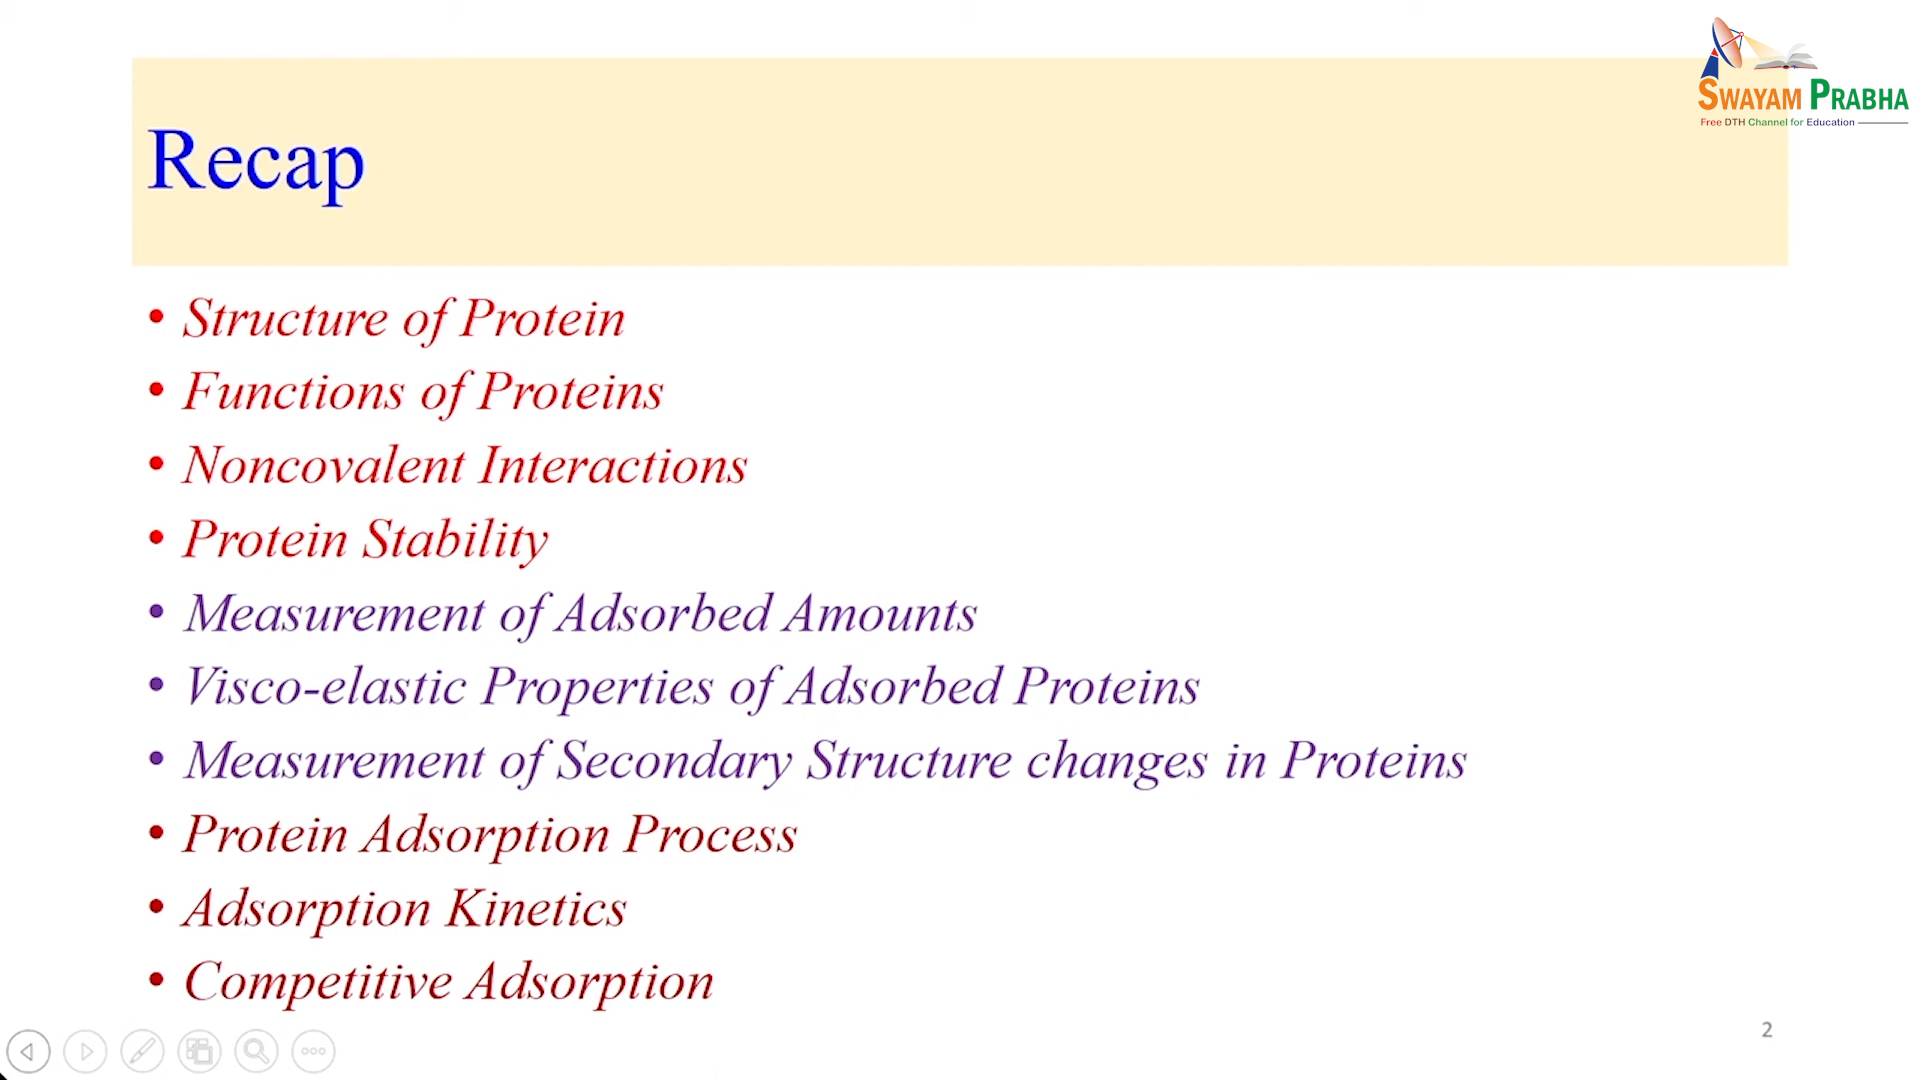 SWAYAM PRABHA
Free DTH Channel for Education
Recap
• Structure of Protein
• Functions of Proteins
• Noncovalent Interactions
• Protein Stability
• Measurement of Adsorbed Amounts
• Visco-elastic Properties of Adsorbed Proteins
• Measurement of Secondary Structure changes in Proteins
• Protein Adsorption Process
• Adsorption Kinetics
• Competitive Adsorption
2